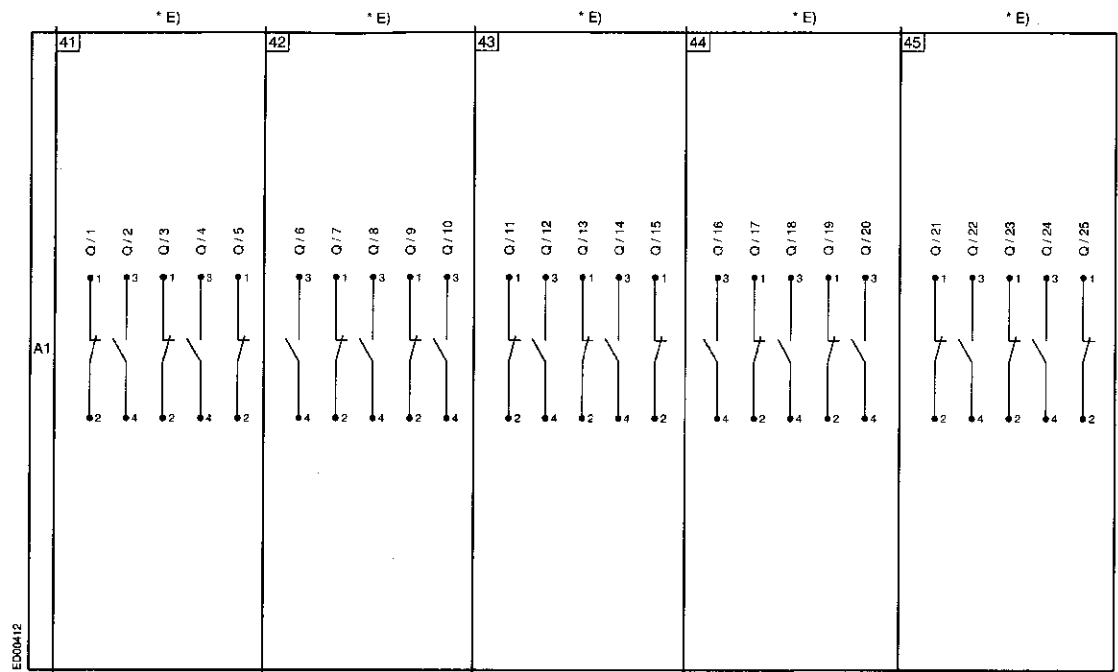 * E) * E) * E) * E) * E)
41 42 43 44 45
Q / 1 Q / 2 Q / 3 Q / 4 Q / 5 Q / 6 Q / 7 Q / 8 Q / 9 Q / 10 Q / 11 Q / 12 Q / 13 Q / 14 Q / 15 Q / 16 Q / 17 Q / 18 Q / 19 Q / 20 Q / 21 Q / 22 Q / 23 Q / 24 Q / 25
1 3 1 3 1 3 1 3 1 3 1 3 1 3 1 3 1 3 1 3 1 3 1 3 1
A1
2 4 2 4 2 4 2 4 2 4 2 4 2 4 2 4 2 4 2 4 2 4 2 4 2
ED00412